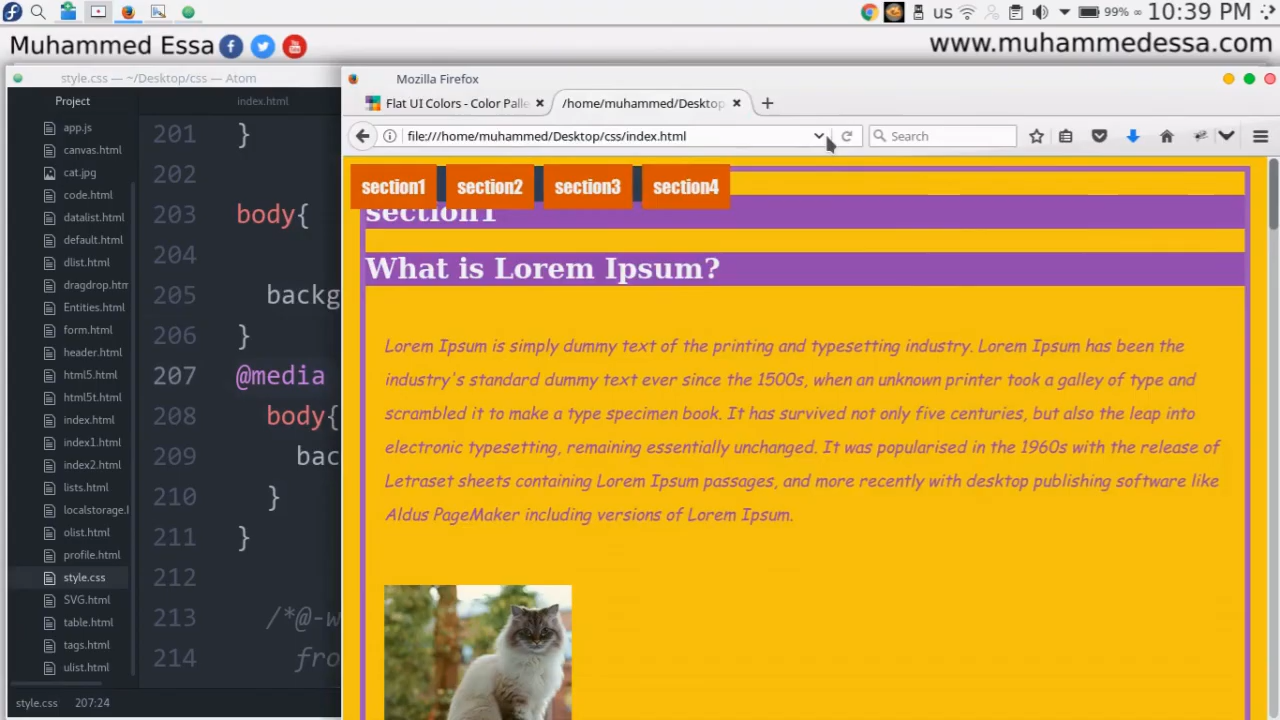 us
99%
10:39 PM
Muhammed Essa
www.muhammedessa.com
style.css — ~/Desktop/css — Atom
Project
index.html
app.js
canvas.html
cat.jpg
code.html
datalist.html
default.html
dlist.html
dragdrop.htm
Entities.html
form.html
header.html
html5.html
html5t.html
index.html
index1.html
index2.html
lists.html
localstorage.
olist.html
profile.html
style.css
SVG.html
table.html
tags.html
ulist.html
style.css 207:24
201 }
202
203 body{
204
205 backg
206 }
207 @media
208 body{
209 bac
210 }
211 }
212
213 /*@-w
214 fro
Mozilla Firefox
Flat UI Colors - Color Palle
/home/muhammed/Desktop
file:///home/muhammed/Desktop/css/index.html
Search
section1 section2 section3 section4
section1
What is Lorem Ipsum?
Lorem Ipsum is simply dummy text of the printing and typesetting industry. Lorem Ipsum has been the
industry's standard dummy text ever since the 1500s, when an unknown printer took a galley of type and
scrambled it to make a type specimen book. It has survived not only five centuries, but also the leap into
electronic typesetting, remaining essentially unchanged. It was popularised in the 1960s with the release of
Letraset sheets containing Lorem Ipsum passages, and more recently with desktop publishing software like
Aldus PageMaker including versions of Lorem Ipsum.